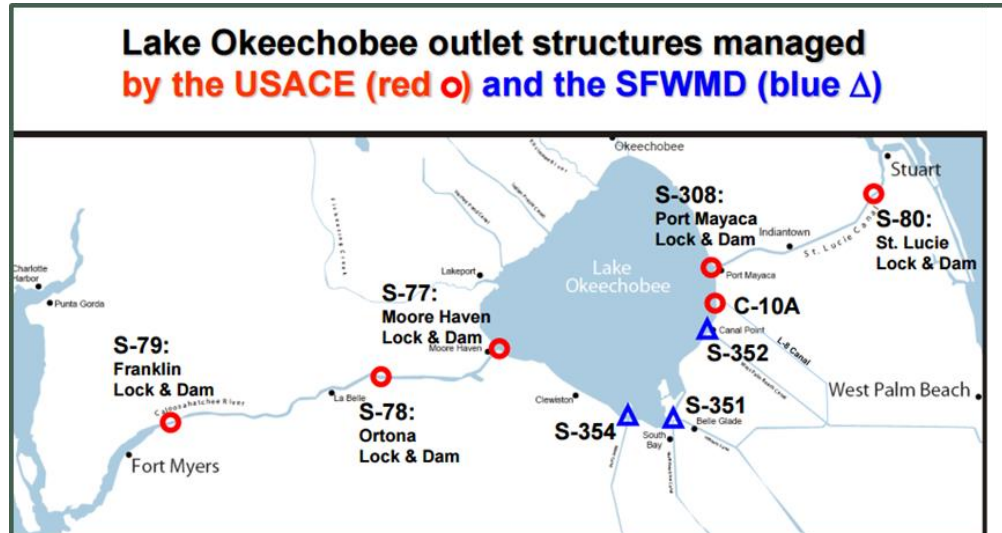 Lake Okeechobee outlet structures managed
by the USACE (red o) and the SFWMD (blue Δ)
Okeechobee
Stuart
S-308:
Port Mayaca
Lock & Dam
Indiantown
St. Lucie Canal
S-80:
St. Lucie
Lock & Dam
Charlotte
Harbor
Punta Gorda
Lakeport
Lake
Okeechobee
Port Mayaca
S-77:
Moore Haven
Lock & Dam
C-10A
Canal Point
S-352
L-8 Canal
S-79:
Franklin
Lock & Dam
Moore Haven
West Palm Beach
Caloosahatchee River
La Belle
Clewiston
S-78:
Ortona
Lock & Dam
S-354
S-351
Belle Glade
South
Bay
Fort Myers